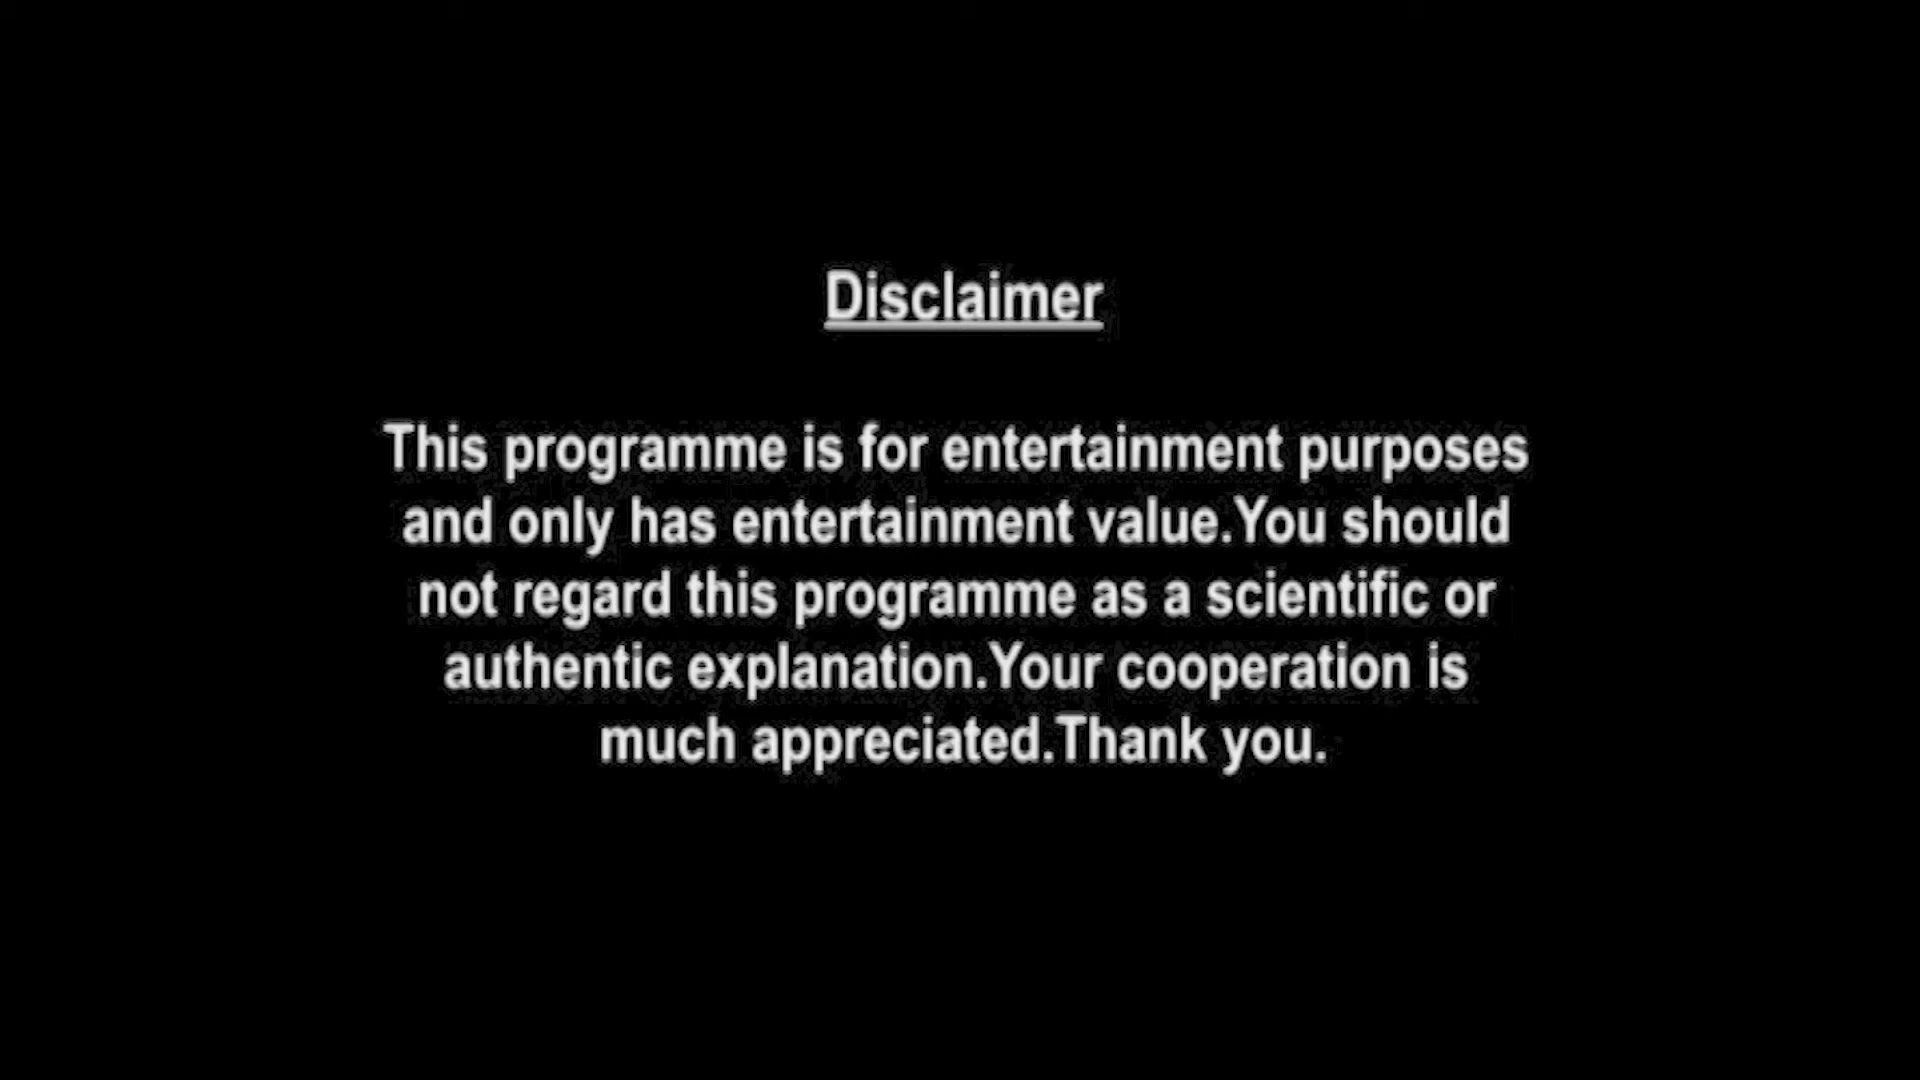 Disclaimer
This programme is for entertainment purposes
and only has entertainment value.You should
not regard this programme as a scientific or
authentic explanation.Your cooperation is
much appreciated.Thank you.